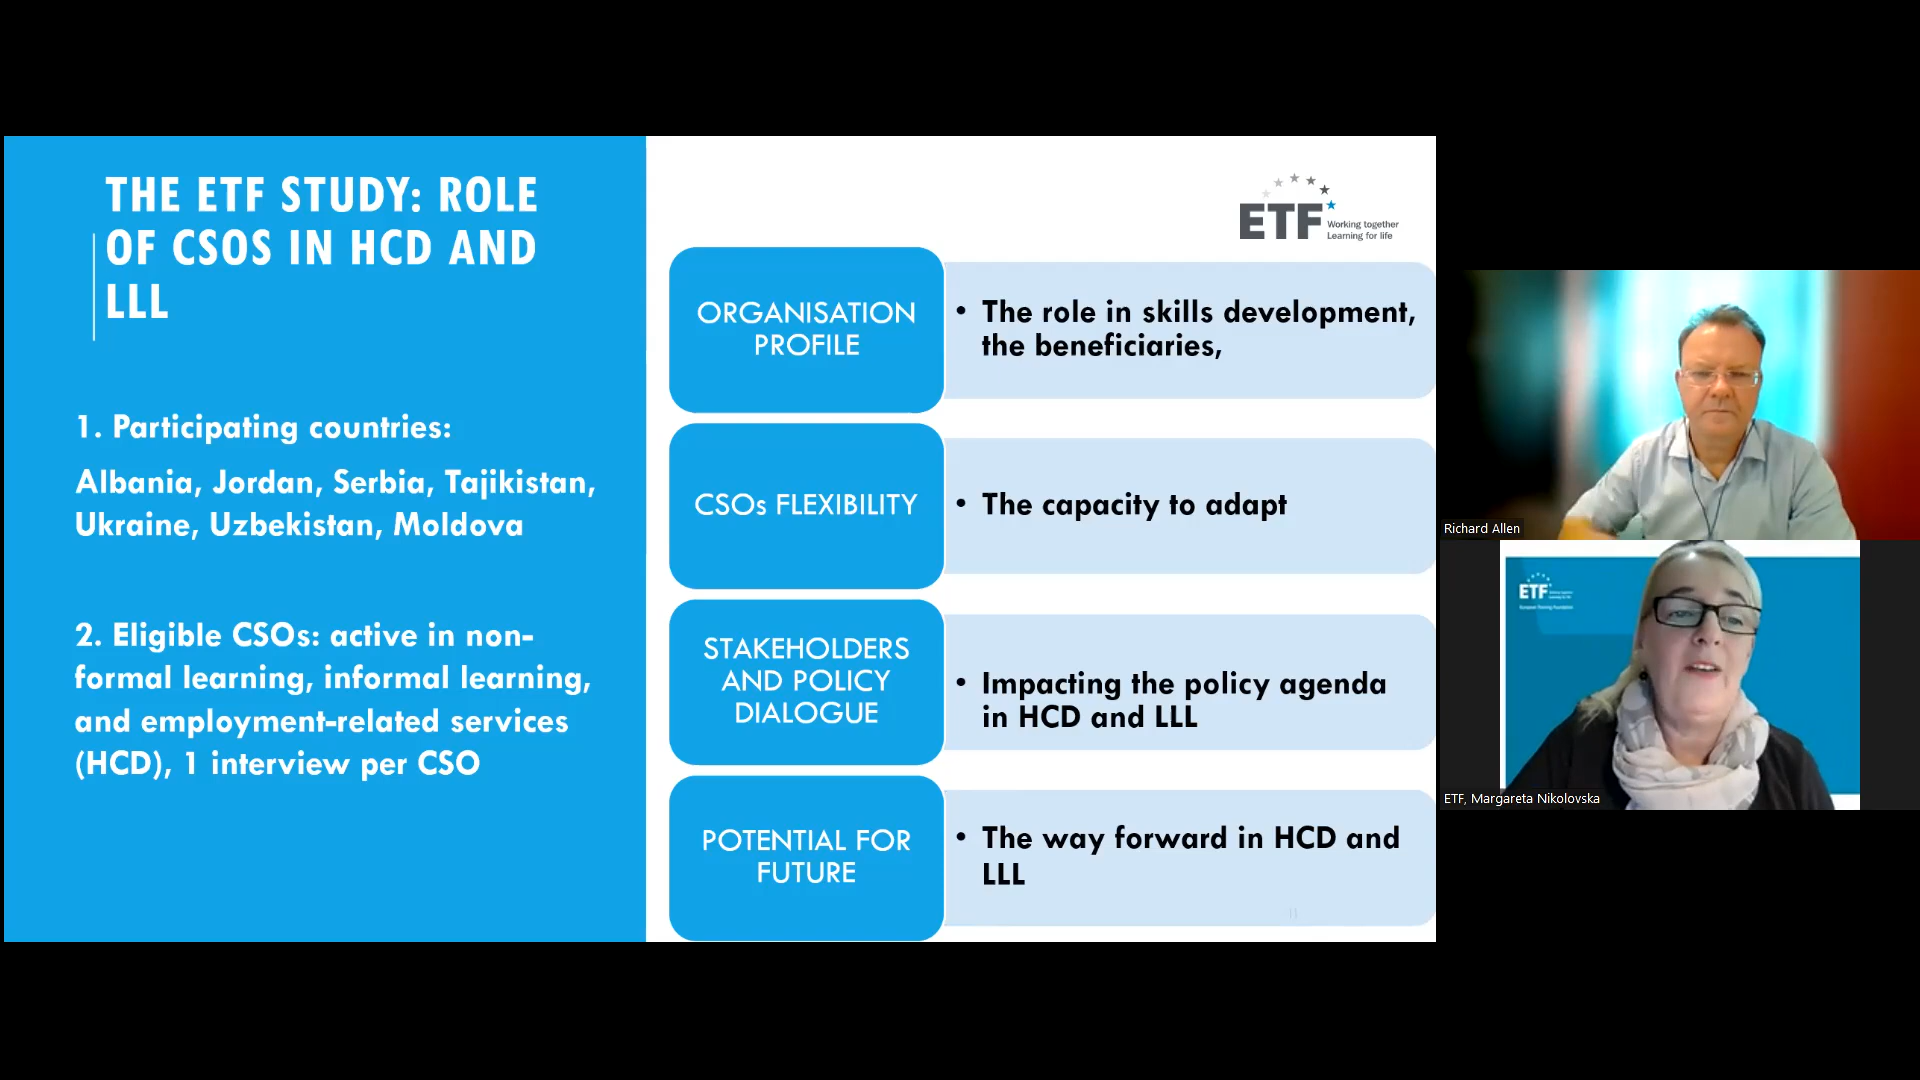 THE ETF STUDY: ROLE
OF CSOS IN HCD AND
LLL
1. Participating countries:
Albania, Jordan, Serbia, Tajikistan,
Ukraine, Uzbekistan, Moldova
2. Eligible CSOs: active in non-
formal learning, informal learning,
and employment-related services
(HCD), 1 interview per CSO
ETF
Working together
Learning for life
ORGANISATION
PROFILE
• The role in skills development,
the beneficiaries,
CSOs FLEXIBILITY
• The capacity to adapt
STAKEHOLDERS
AND POLICY
DIALOGUE
• Impacting the policy agenda
in HCD and LLL
POTENTIAL FOR
FUTURE
• The way forward in HCD and
LLL
11
Richard Allen
ETF
European Training Foundation
ETF, Margareta Nikolovska